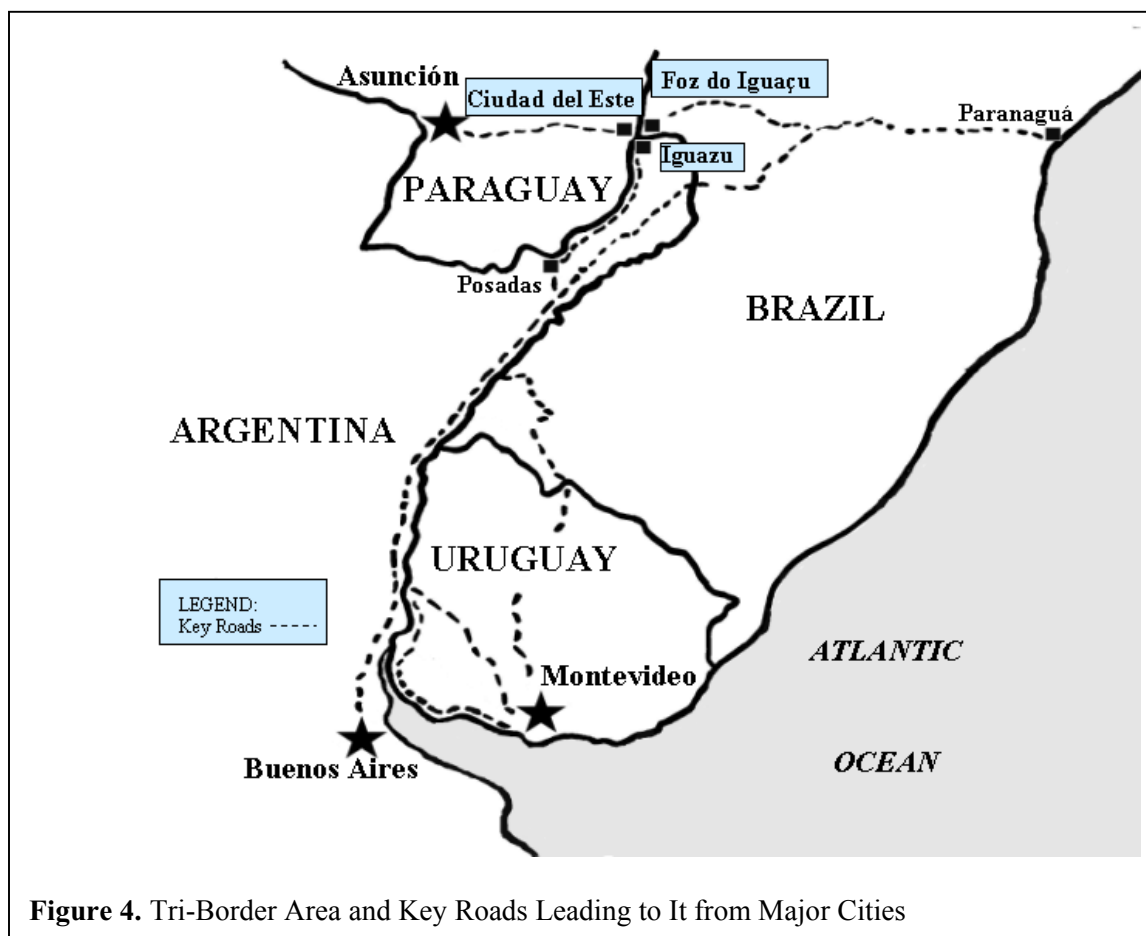 Asunción
Ciudad del Este
Foz do Iguaçu
Paranaguá
Iguazu
PARAGUAY
Posadas
BRAZIL
ARGENTINA
URUGUAY
LEGEND:
Key Roads -----
ATLANTIC
Montevideo
OCEAN
Buenos Aires
Figure 4. Tri-Border Area and Key Roads Leading to It from Major Cities